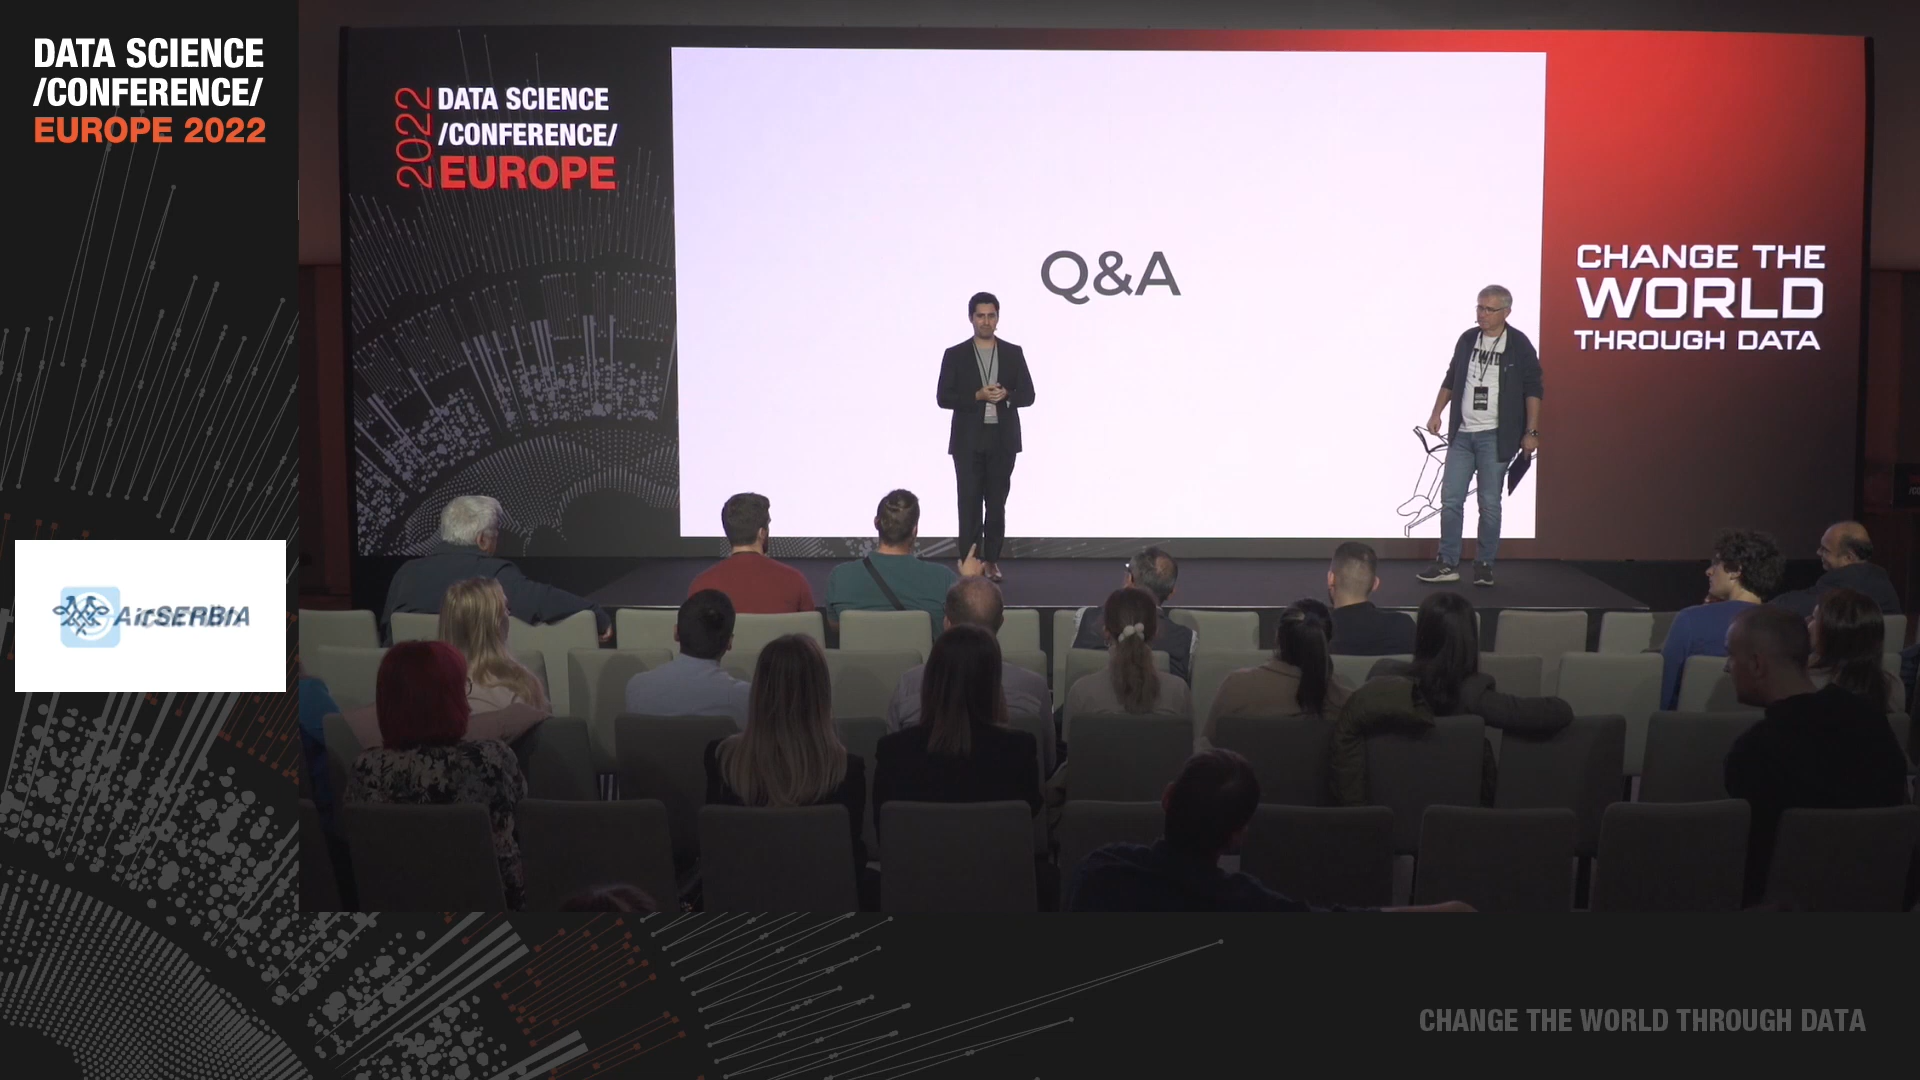 DATA SCIENCE
/CONFERENCE/
EUROPE 2022
2022
DATA SCIENCE
/CONFERENCE/
EUROPE
Q&A
CHANGE THE
WORLD
THROUGH DATA
AirSERBIA
CHANGE THE WORLD THROUGH DATA